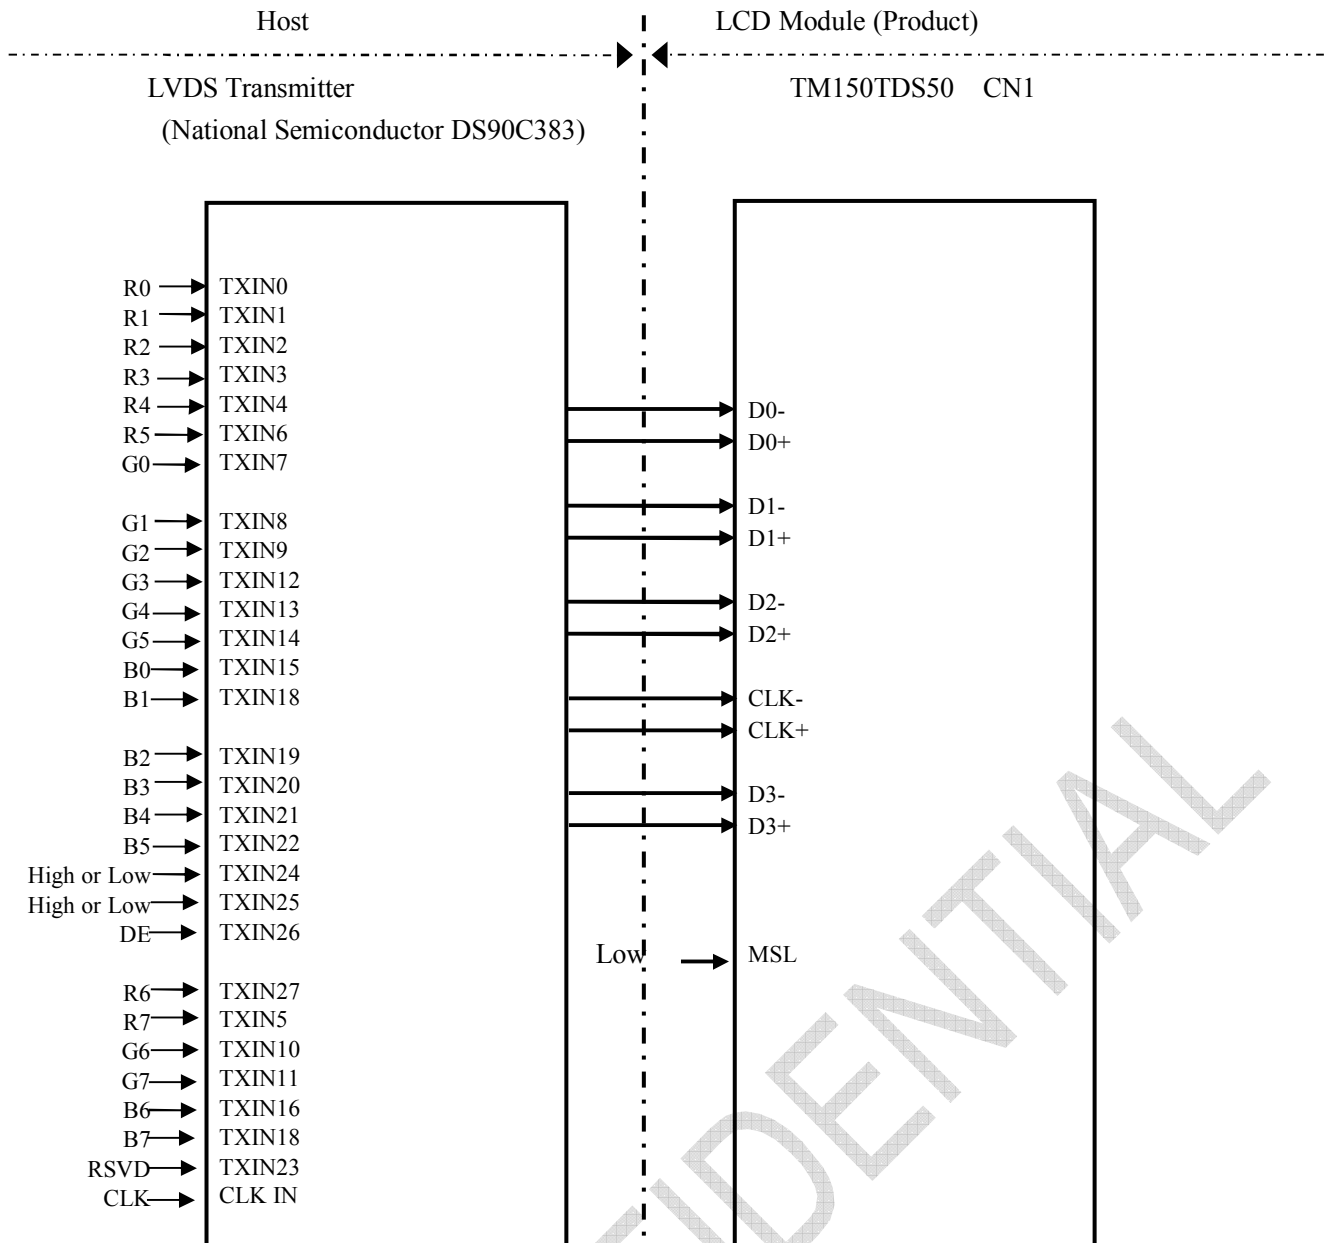 Host
LCD Module (Product)
LVDS Transmitter
(National Semiconductor DS90C383)
TM150TDS50 CN1
R0 TXIN0
R1 TXIN1
R2 TXIN2
R3 TXIN3
R4 TXIN4
R5 TXIN6
G0 TXIN7
G1 TXIN8
G2 TXIN9
G3 TXIN12
G4 TXIN13
G5 TXIN14
B0 TXIN15
B1 TXIN18
B2 TXIN19
B3 TXIN20
B4 TXIN21
B5 TXIN22
High or Low TXIN24
High or Low TXIN25
DE TXIN26
R6 TXIN27
R7 TXIN5
G6 TXIN10
G7 TXIN11
B6 TXIN16
B7 TXIN18
RSVD TXIN23
CLK CLK IN
D0-
D0+
D1-
D1+
D2-
D2+
CLK-
CLK+
D3-
D3+
Low MSL
FIDENTIAL